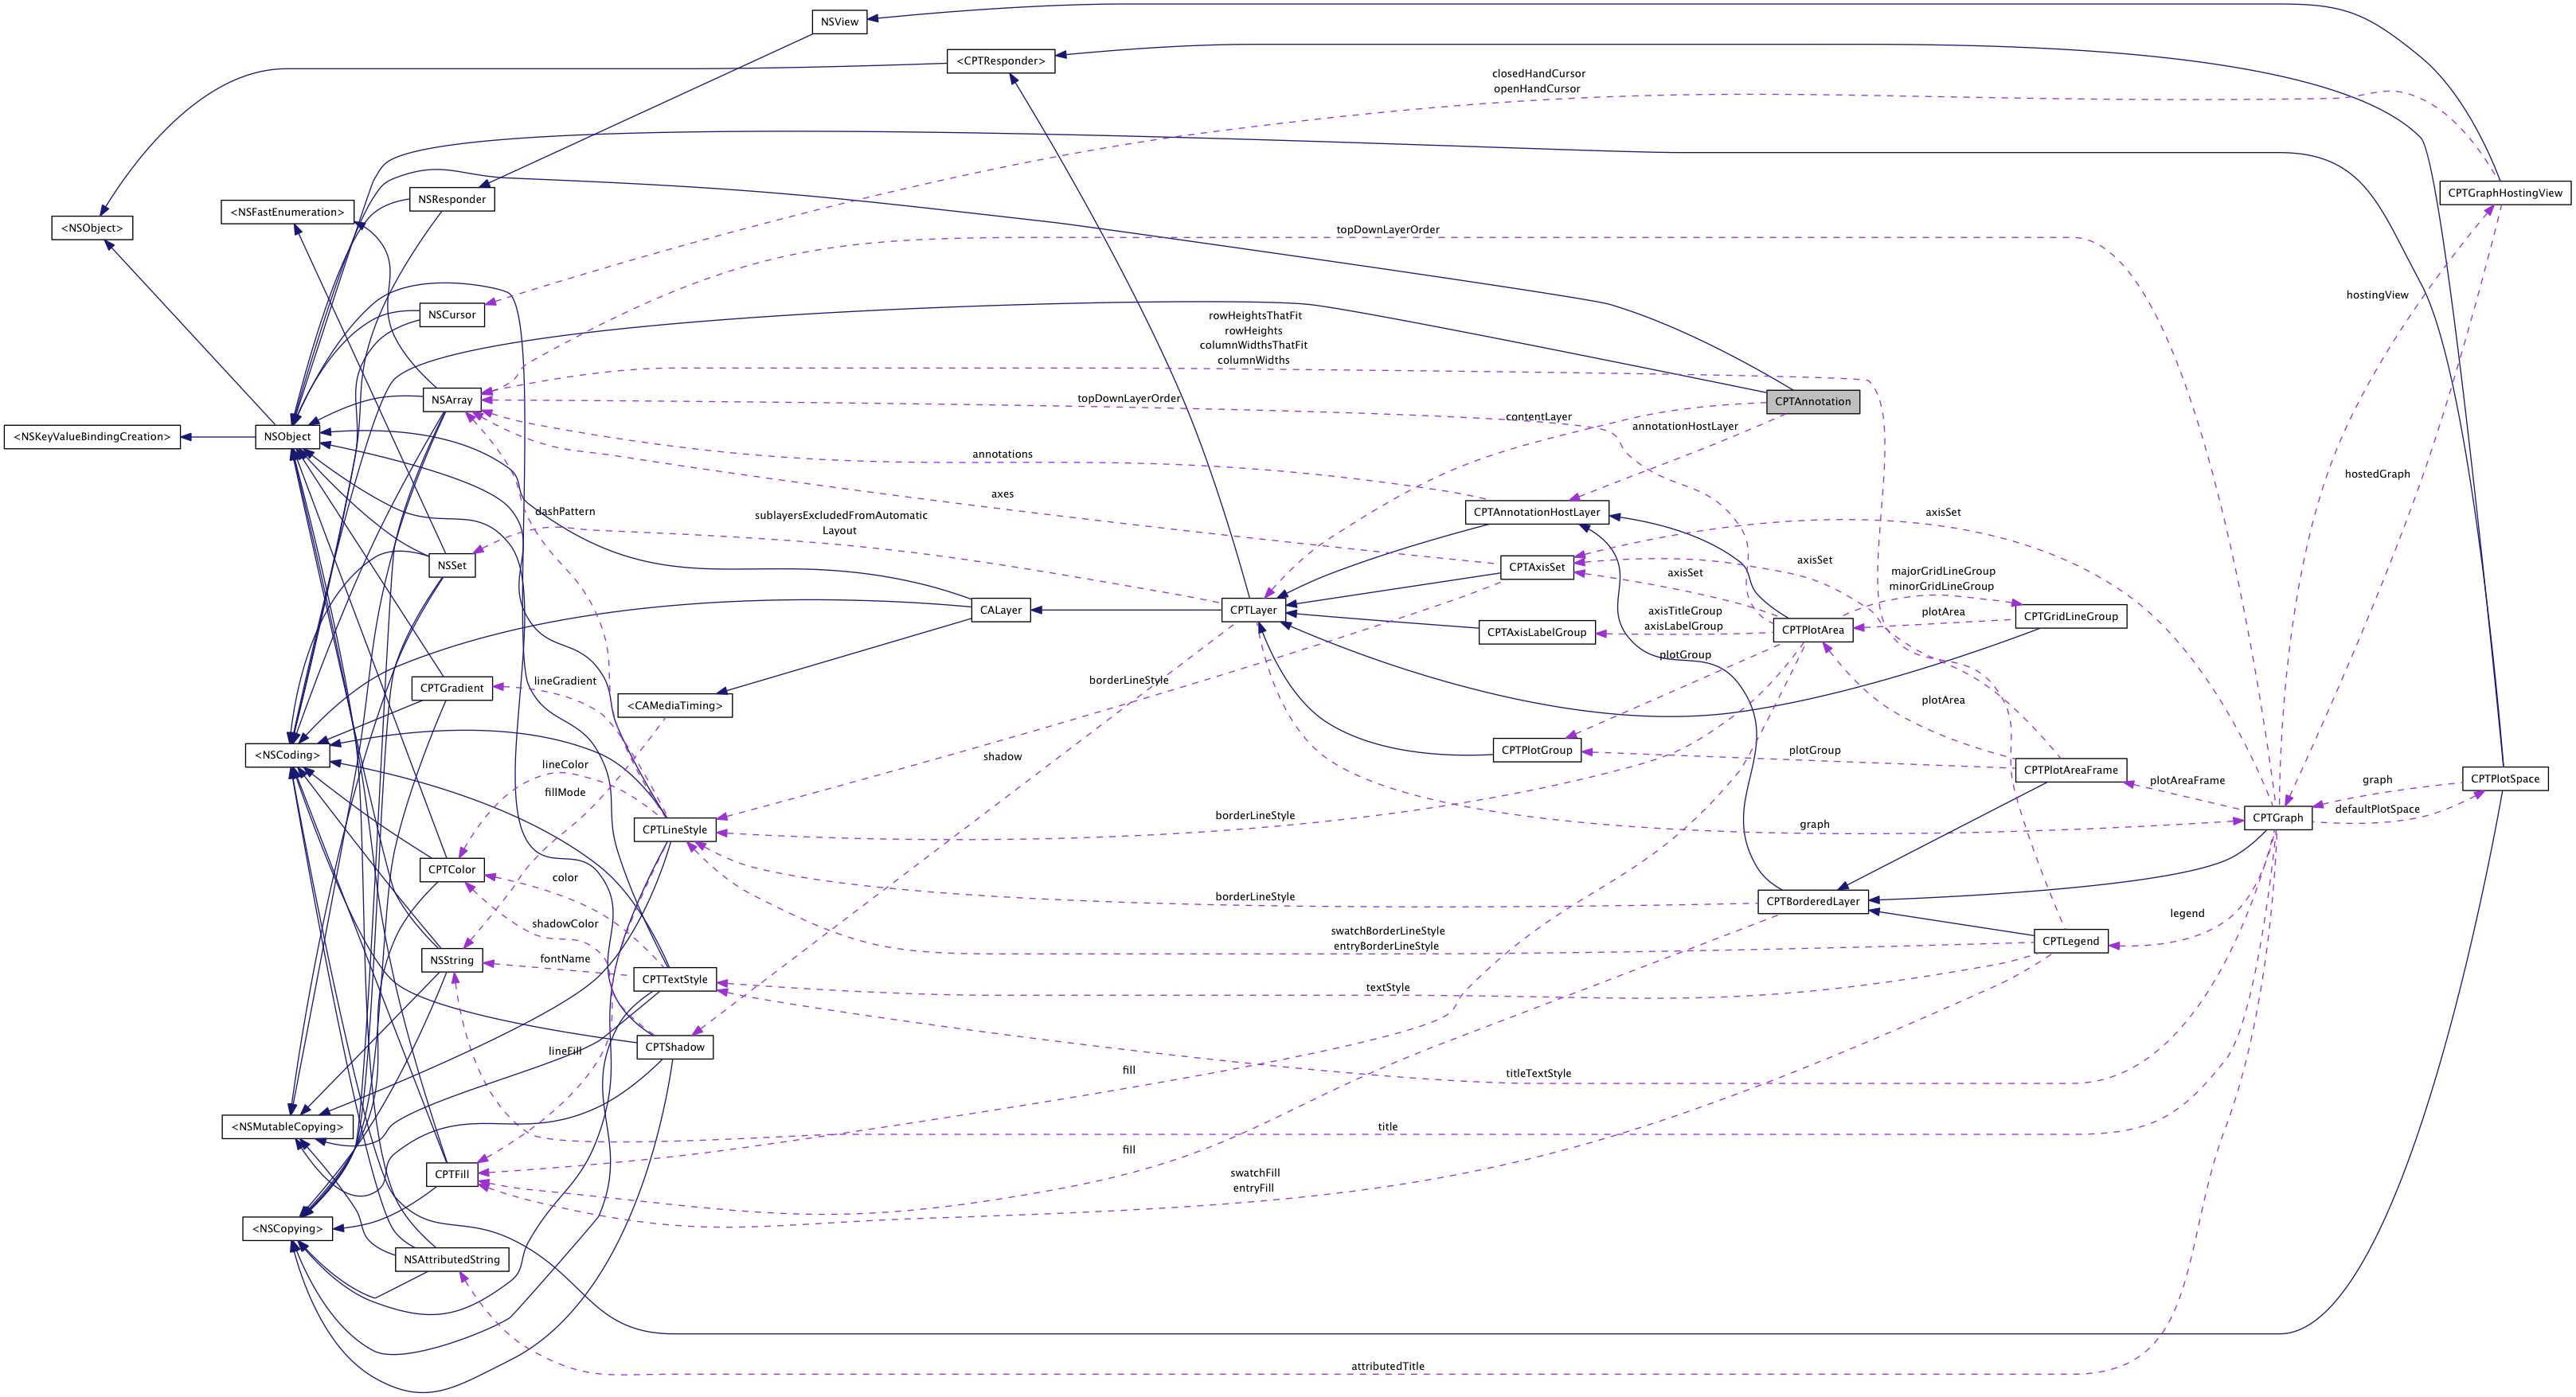 NSView
<CPTResponder>
closedHandCursor
openHandCursor
CPTGraphHostingView
NSResponder
<NSFastEnumeration>
<NSObject>
topDownLayerOrder
hostingView
NSCursor
rowHeightsThatFit
rowHeights
columnWidthsThatFit
columnWidths
NSArray
topDownLayerOrder
CPTAnnotation
contentLayer
annotationHostLayer
<NSKeyValueBindingCreation>
NSObject
annotations
hostedGraph
axes
dashPattern
sublayersExcludedFromAutomatic
Layout
CPTAnnotationHostLayer
axisSet
NSSet
CPTAxisSet
axisSet
axisSet
majorGridLineGroup
minorGridLineGroup
CALayer
CPTLayer
axisTitleGroup
axisLabelGroup
plotArea
CPTGridLineGroup
CPTAxisLabelGroup
CPTPlotArea
plotGroup
CPTGradient
lineGradient
borderLineStyle
<CAMediaTiming>
plotArea
<NSCoding>
shadow
CPTPlotGroup
plotGroup
lineColor
fillMode
CPTPlotAreaFrame
plotAreaFrame
graph
defaultPlotSpace
CPTPlotSpace
CPTLineStyle
borderLineStyle
graph
CPTGraph
CPTColor
color
borderLineStyle
CPTBorderedLayer
shadowColor
swatchBorderLineStyle
entryBorderLineStyle
legend
CPTLegend
NSString
fontName
CPTTextStyle
textStyle
CPTShadow
lineFill
fill
titleTextStyle
<NSMutableCopying>
title
fill
CPTFill
swatchFill
entryFill
<NSCopying>
NSAttributedString
attributedTitle